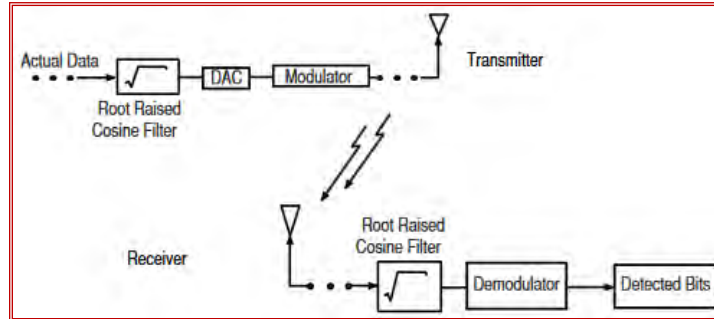 Actual Data
DAC
Modulator
Transmitter
Root Raised
Cosine Filter
Root Raised
Cosine Filter
Receiver
Demodulator
Detected Bits